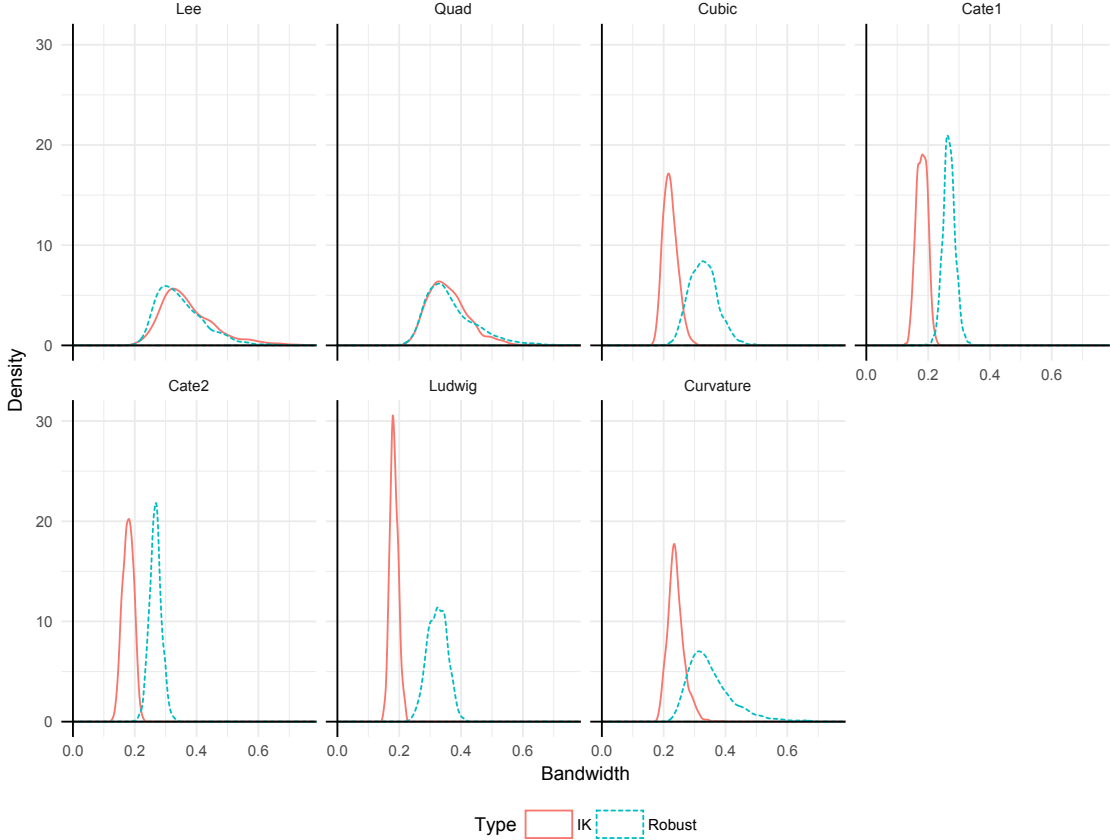 Lee Quad Cubic Cate1
30
20
10
0
0.0 0.2 0.4 0.6
Density
Cate2 Ludwig Curvature
30
20
10
0
0.0 0.2 0.4 0.6 0.0 0.2 0.4 0.6 0.0 0.2 0.4 0.6
Bandwidth
Type IK Robust